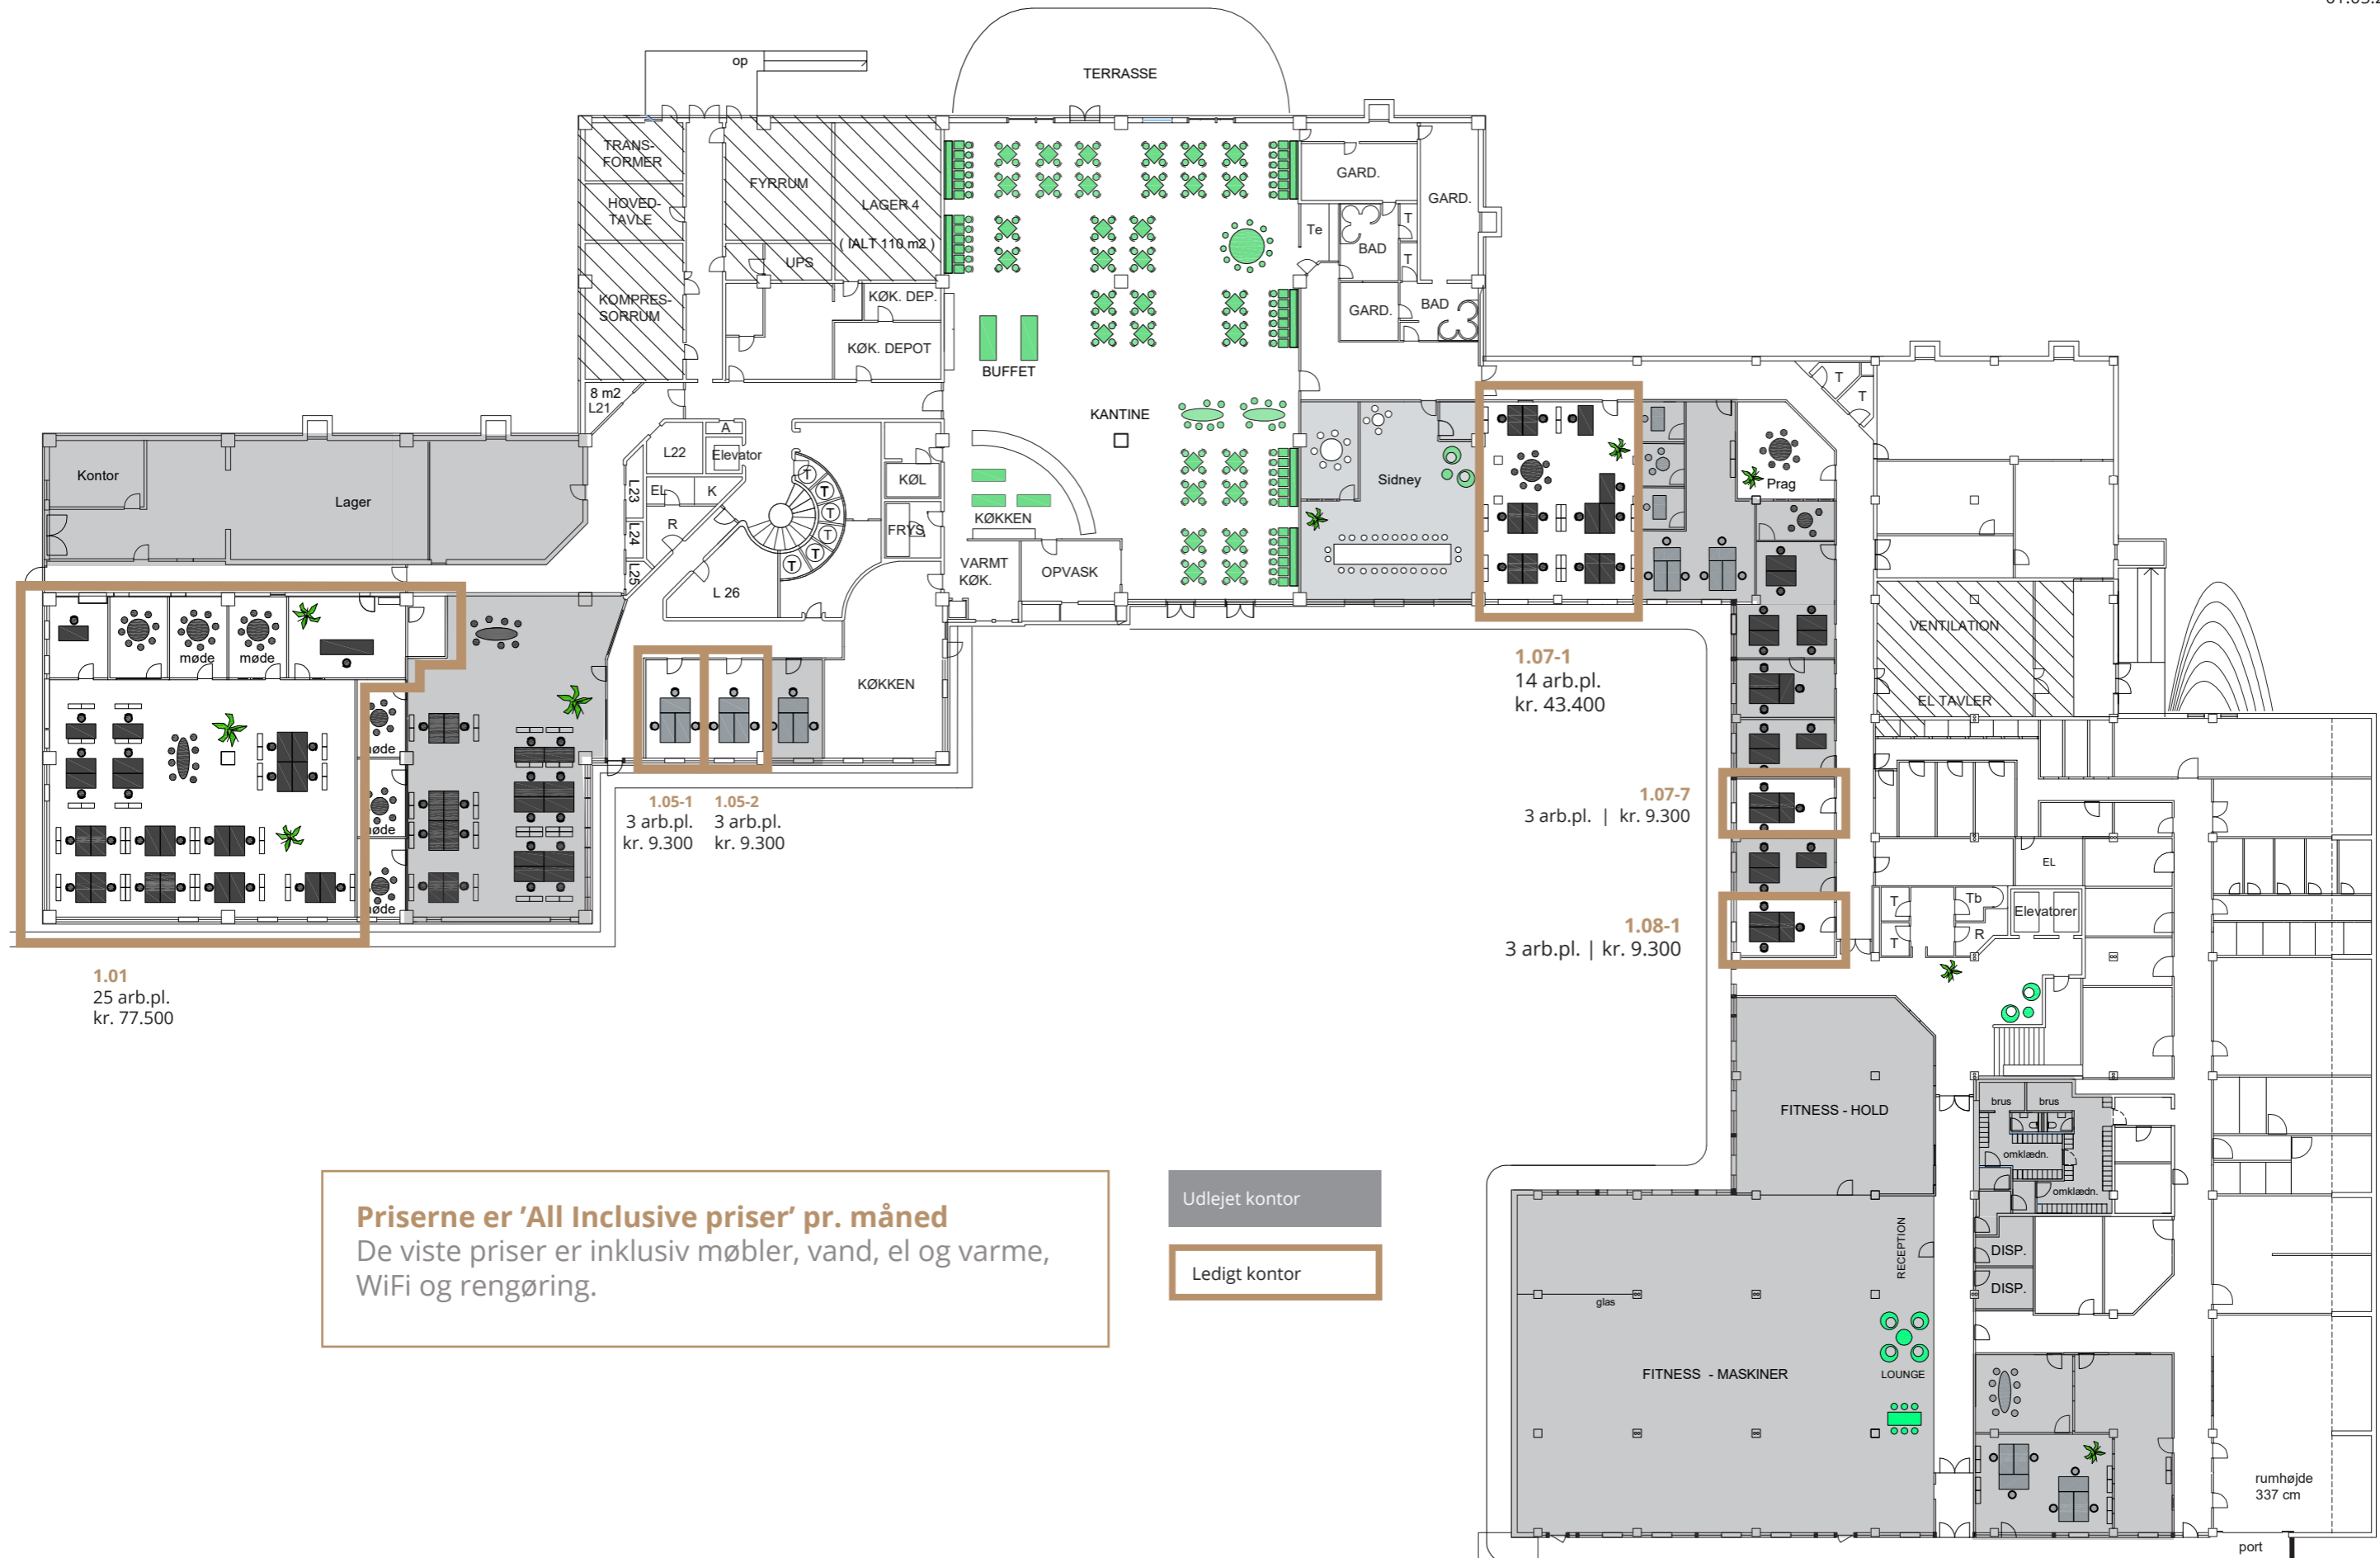 op
TERRASSE
TRANS-
FORMER
FYRRUM
HOVED-
TAVLE
LAGER 4
( IALT 110 m2 )
UPS
KOMPRES-
SORRUM
KØK. DEP.
KØK. DEPOT
8 m2
L21
GARD.
GARD.
Te
BAD
T
T
GARD.
BAD
BUFFET
KANTINE
T
T
Kontor
Lager
A
L22
Elevator
L23
EL
K
R
L24
L25
L 26
T
T
T
T
T
T
T
KØL
FRYS
KØKKEN
VARMT
KØK.
OPVASK
Sidney
Prag
VENTILATION
EL TAVLER
møde
møde
KØKKEN
1.07-1
14 arb.pl.
kr. 43.400
1.05-1
3 arb.pl.
kr. 9.300
1.05-2
3 arb.pl.
kr. 9.300
1.07-7
3 arb.pl. | kr. 9.300
1.08-1
3 arb.pl. | kr. 9.300
EL
T
Tb
Elevatorer
T
R
1.01
25 arb.pl.
kr. 77.500
FITNESS - HOLD
brus
brus
omklædn.
omklædn.
RECEPTION
DISP.
DISP.
glas
FITNESS - MASKINER
LOUNGE
rumhøjde
337 cm
port
Priserne er ’All Inclusive priser’ pr. måned
De viste priser er inklusiv møbler, vand, el og varme,
WiFi og rengøring.
Udlejet kontor
Ledigt kontor